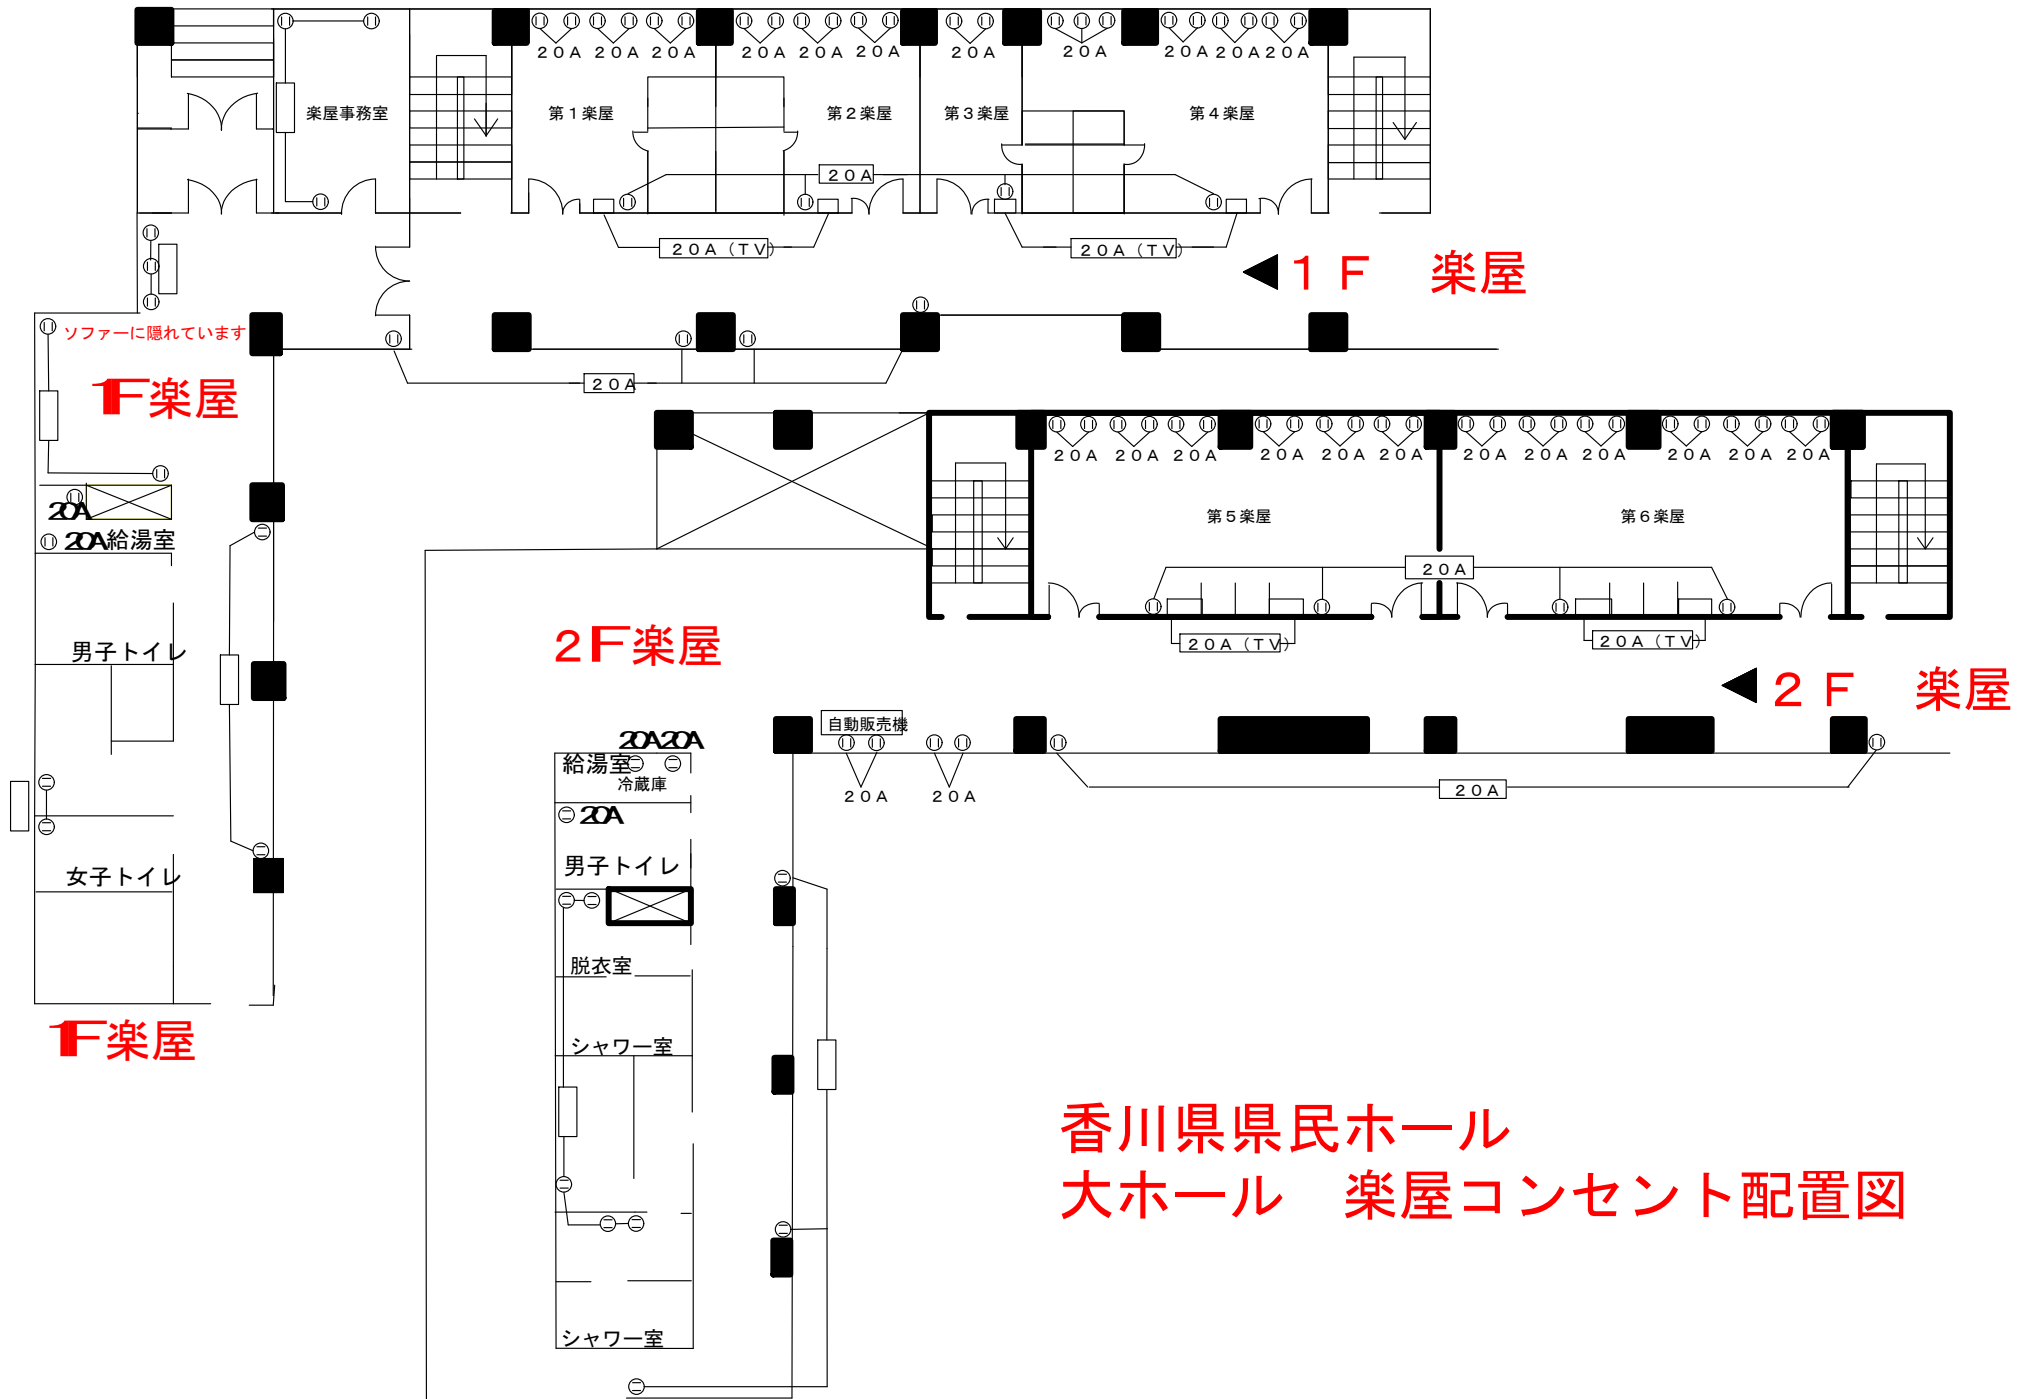 20A 20A 20A 20A 20A 20A 20A 20A 20A 20A 20A
楽屋事務室 第1楽屋 第2楽屋 第3楽屋 第4楽屋
20A
20A(TV) 20A(TV)
◀1F 楽屋
ソファーに隠れています
20A
1F楽屋
20A 20A 20A 20A 20A 20A 20A 20A 20A 20A 20A 20A
20A
20A給湯室
第5楽屋 第6楽屋
20A
男子トイレ
2F楽屋
20A(TV) 20A(TV)
◀2F 楽屋
自動販売機
20A20A
給湯室
冷蔵庫
20A 20A
20A
20A
男子トイレ
女子トイレ
脱衣室
1F楽屋
シャワー室
香川県県民ホール
大ホール 楽屋コンセント配置図
シャワー室